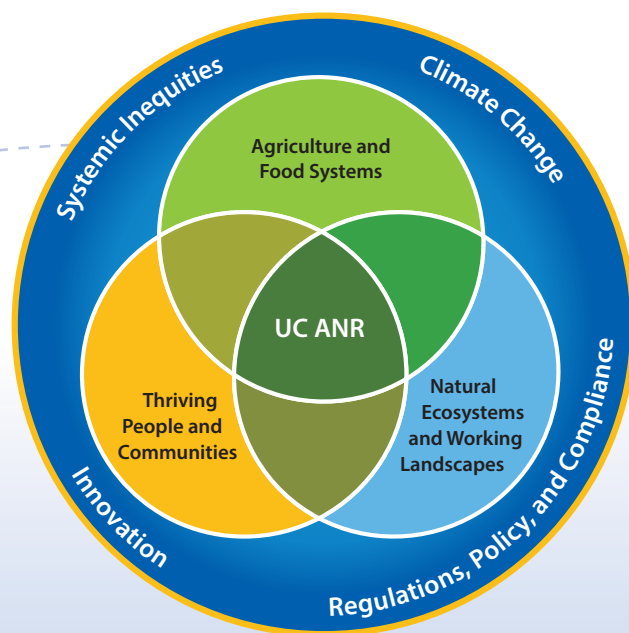 Systemic Inequities
Climate Change
Agriculture and
Food Systems
UC ANR
Thriving
People and
Communities
Natural
Ecosystems
and Working
Landscapes
Innovation
Regulations, Policy, and Compliance